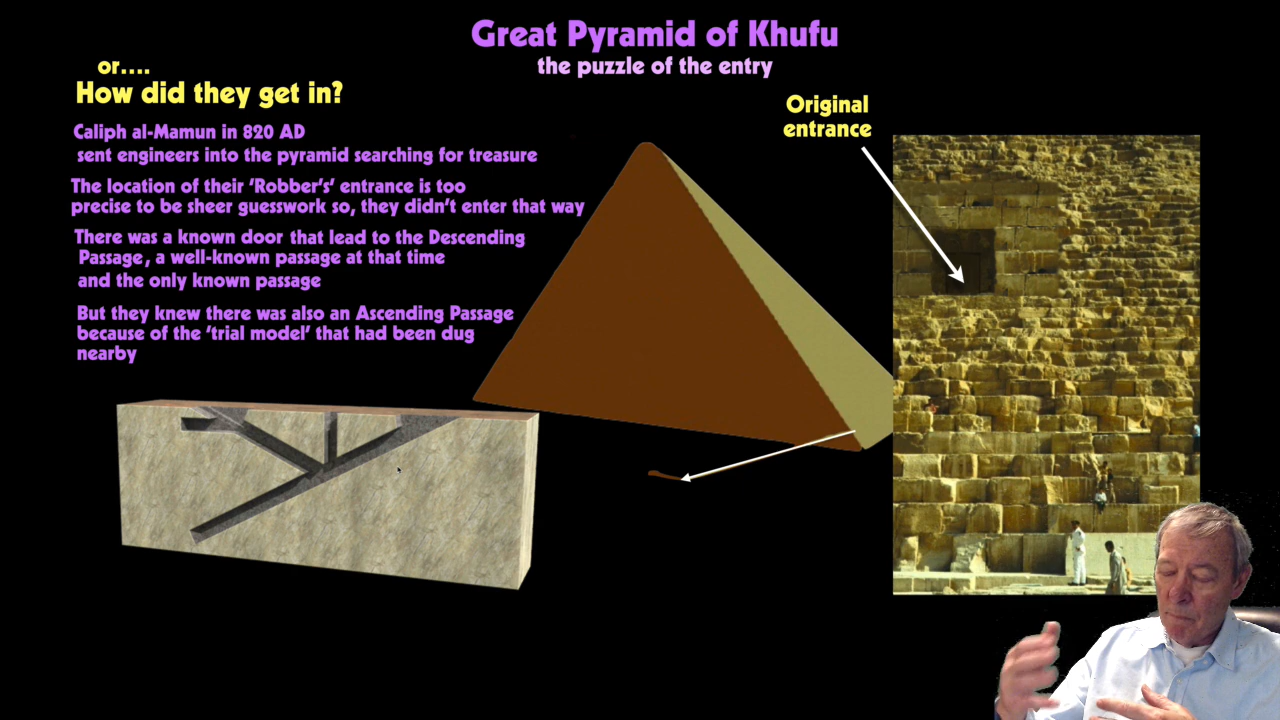 Great Pyramid of Khufu
the puzzle of the entry
or....
How did they get in?
Caliph al-Mamun in 820 AD
sent engineers into the pyramid searching for treasure
The location of their 'Robber's' entrance is too
precise to be sheer guesswork so, they didn't enter that way
There was a known door that lead to the Descending
Passage, a well-known passage at that time
and the only known passage
But they knew there was also an Ascending Passage
because of the 'trial model' that had been dug
nearby
Original
entrance